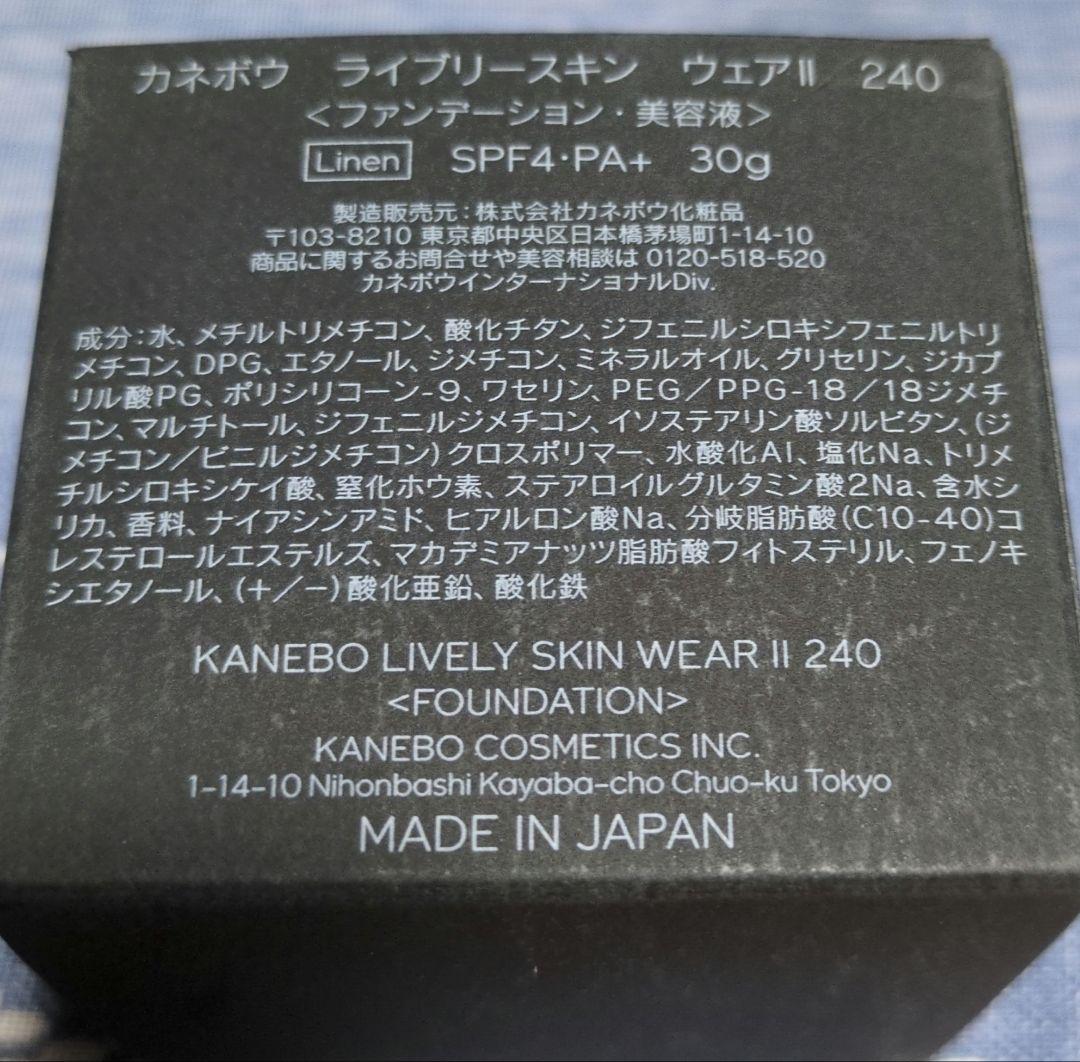 カネボウ ライブリースキン ウェアⅡ 240
<ファンデーション・美容液>
Linen SPF4・PA+ 30g
製造販売元:株式会社カネボウ化粧品
〒103-8210 東京都中央区日本橋茅場町1-14-10
商品に関するお問合せや美容相談は 0120-518-520
カネボウインターナショナルDiv.
成分:水、メチルトリメチコン、酸化チタン、ジフェニルシロキシフェニルトリ
メチコン、DPG、エタノール、ジメチコン、ミネラルオイル、グリセリン、ジカプ
リル酸PG、ポリシリコーン-9、ワセリン、PEG/PPG-18/18ジメチ
コン、マルチトール、ジフェニルジメチコン、イソステアリン酸ソルビタン、(ジ
メチコン/ビニルジメチコン)クロスポリマー、水酸化Al、塩化Na、トリメ
チルシロキシケイ酸、窒化ホウ素、ステアロイルグルタミン酸2Na、含水シ
リカ、香料、ナイアシンアミド、ヒアルロン酸Na、分岐脂肪酸(C10-40)コ
レステロールエステルズ、マカデミアナッツ脂肪酸フィトステリル、フェノキ
シエタノール、(+/-)酸化亜鉛、酸化鉄
KANEBO LIVELY SKIN WEAR Ⅱ 240
<FOUNDATION>
KANEBO COSMETICS INC.
1-14-10 Nihonbashi Kayaba-cho Chuo-ku Tokyo
MADE IN JAPAN